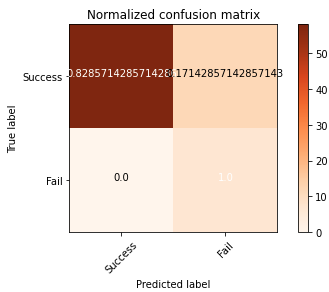 Normalized confusion matrix
True label
Success
0.8285714285714286
0.17142857142857143
Fail
0.0
1.0
Success
Fail
Predicted label
50
40
30
20
10
0